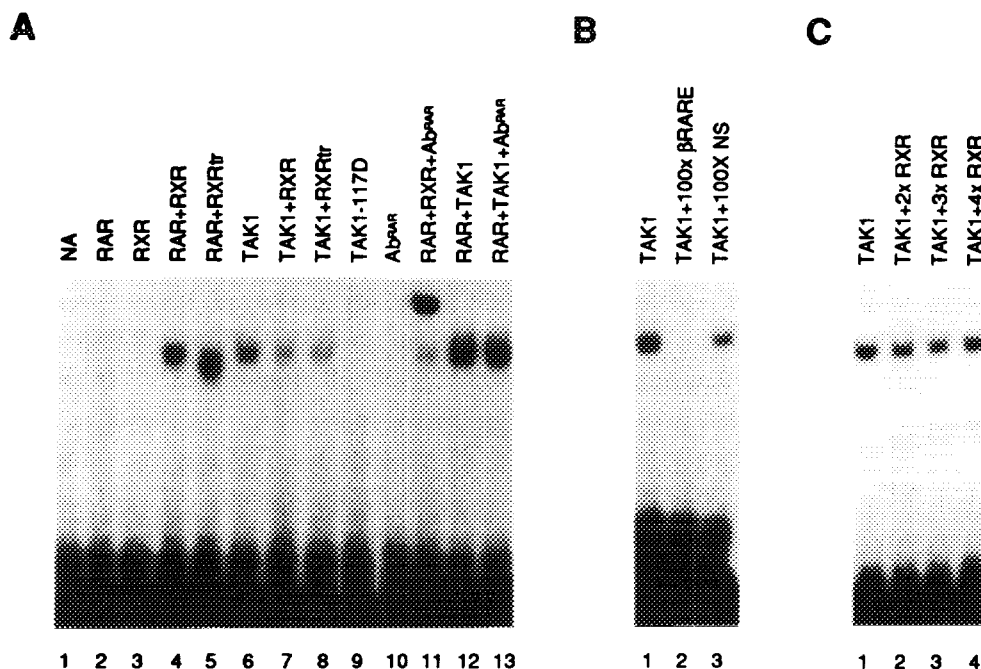 A
B
C
NA
RAR
RXR
RAR+RXR
RAR+RXRtr
TAK1
TAK1+RXR
TAK1+RXRtr
TAK1-117D
AbRAR
RAR+RXR+AbRAR
RAR+TAK1
RAR+TAK1+AbRAR
TAK1
TAK1+100x βRARE
TAK1+100X NS
TAK1
TAK1+2x RXR
TAK1+3x RXR
TAK1+4x RXR
1 2 3 4 5 6 7 8 9 10 11 12 13
1 2 3
1 2 3 4